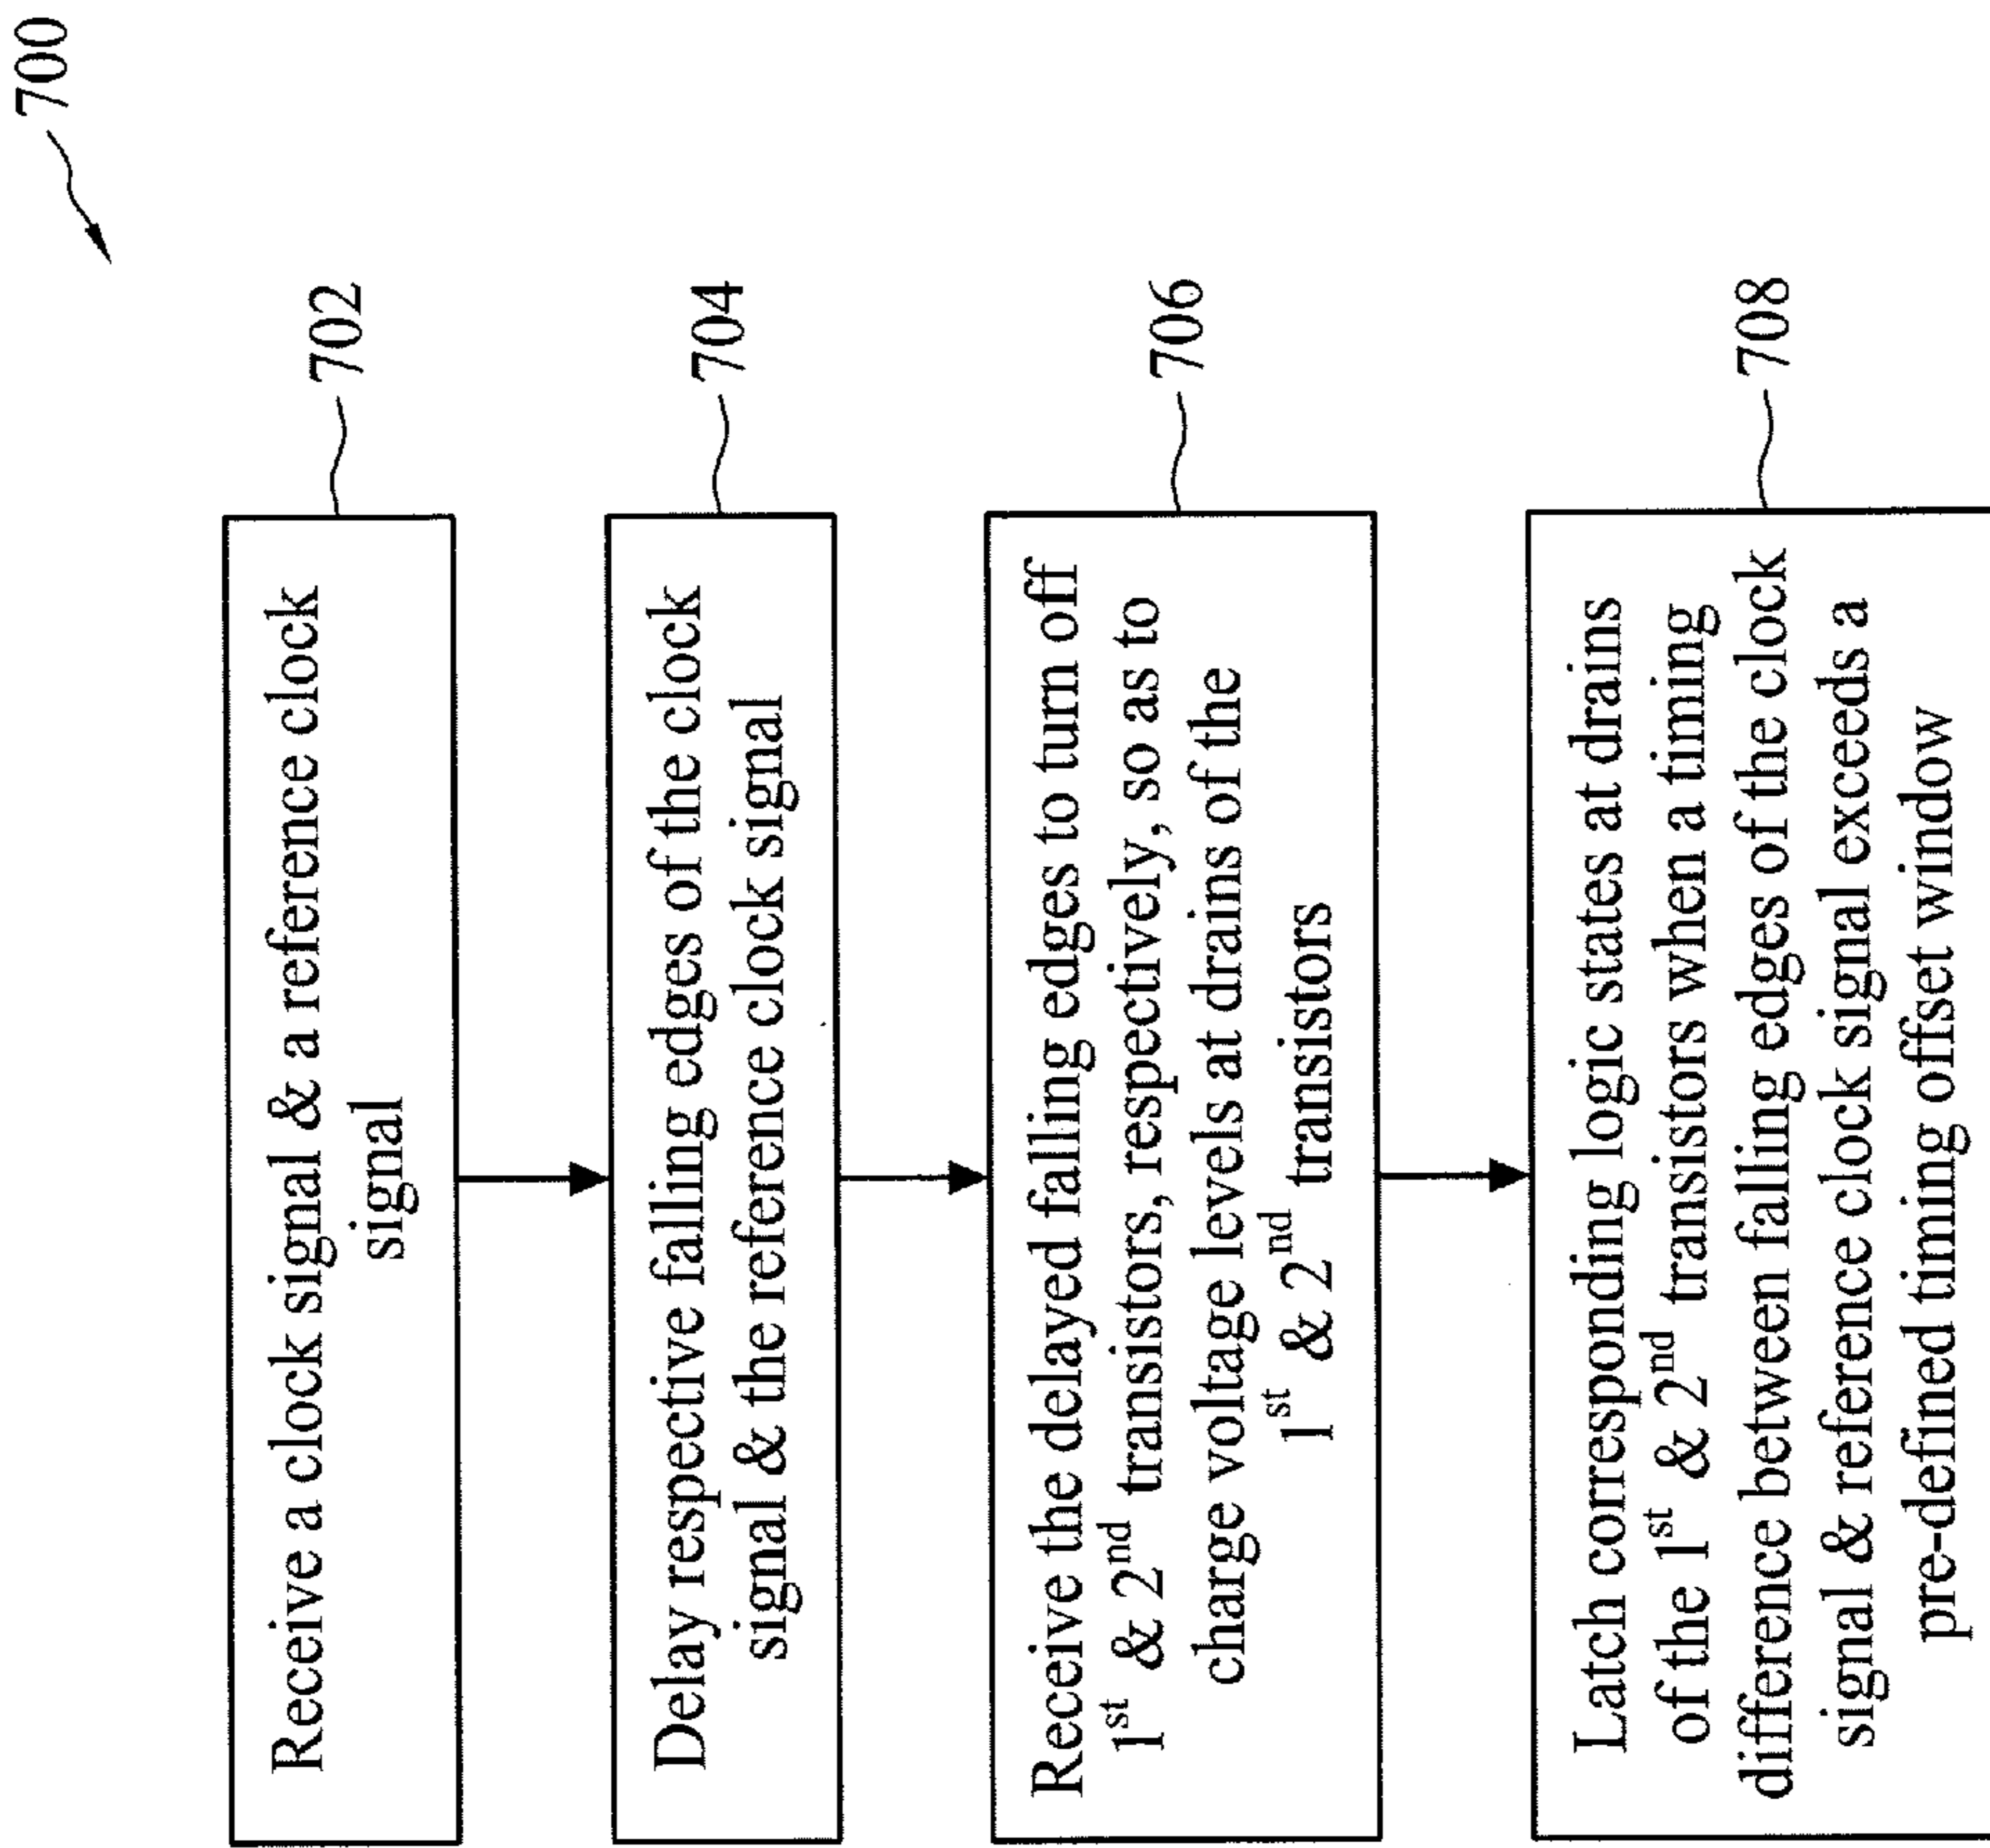 700
Receive a clock signal & a reference clock
signal
702
Delay respective falling edges of the clock
signal & the reference clock signal
704
Receive the delayed falling edges to turn off
1st & 2nd transistors, respectively, so as to
charge voltage levels at drains of the
1st & 2nd transistors
706
Latch corresponding logic states at drains
of the 1st & 2nd transistors when a timing
difference between falling edges of the clock
signal & reference clock signal exceeds a
pre-defined timing offset window
708